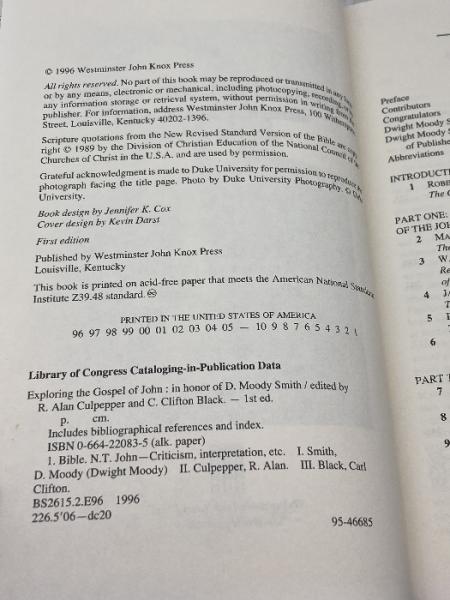 © 1996 Westminster John Knox Press
All rights reserved. No part of this book may be reproduced or transmitted in any
or by any means, electronic or mechanical, including photocopying, recording, or
any information storage or retrieval system, without permission in writing from
publisher. For information, address Westminster John Knox Press, 100
Street, Louisville, Kentucky 40202-1396.
Scripture quotations from the New Revised Standard Version of the Bible are
right © 1989 by the Division of Christian Education of the National Council of
Churches of Christ in the U.S.A. and are used by permission.
Grateful acknowledgment is made to Duke University for permission to reproduce
photograph facing the title page. Photo by Duke University Photography. ©
University.
Book design by Jennifer K. Cox
Cover design by Kevin Darst
First edition
Published by Westminster John Knox Press
Louisville, Kentucky
This book is printed on acid-free paper that meets the American National Standards
Institute Z39.48 standard. ♾
PRINTED IN THE UNITED STATES OF AMERICA
96 97 98 99 00 01 02 03 04 05 — 10 9 8 7 6 5 4 3 2 1
Library of Congress Cataloging-in-Publication Data
Exploring the Gospel of John : in honor of D. Moody Smith / edited by
R. Alan Culpepper and C. Clifton Black. — 1st ed.
p. cm.
Includes bibliographical references and index.
ISBN 0-664-22083-5 (alk. paper)
1. Bible. N.T. John—Criticism, interpretation, etc. I. Smith,
D. Moody (Dwight Moody) II. Culpepper, R. Alan. III. Black, Carl
Clifton.
BS2615.2.E96 1996
226.5'06—dc20
95-46685
Preface
Contributors
Congratulators
Dwight Moody S
Dwight Moody S
of Publishe
Abbreviations
INTRODUCTI
1 ROBE
The G
PART ONE:
OF THE JO
2 MA
The
3 W.
Re
of
4 JA
T
5
6
PART T
7
8
9